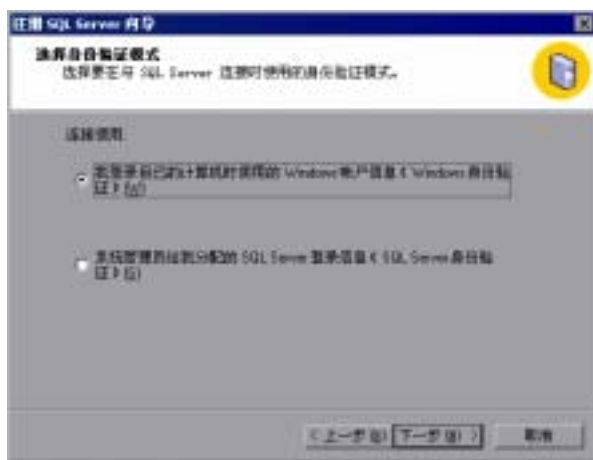 注册 SQL Server 向导
选择身份验证模式
选择要在与 SQL Server 连接时使用的身份验证模式。
连接使用
我登录自己的计算机时使用的 Windows 帐户信息 ( Windows 身份验
证 ) (W)
系统管理员给我分配的 SQL Server 登录信息 ( SQL Server 身份验
证 ) (S)
< 上一步 (B)
下一步 (N) >
取消